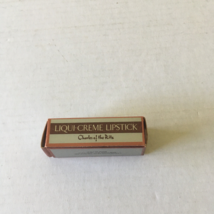 LIQUI-CREME LIPSTICK
Charles of the Ritz